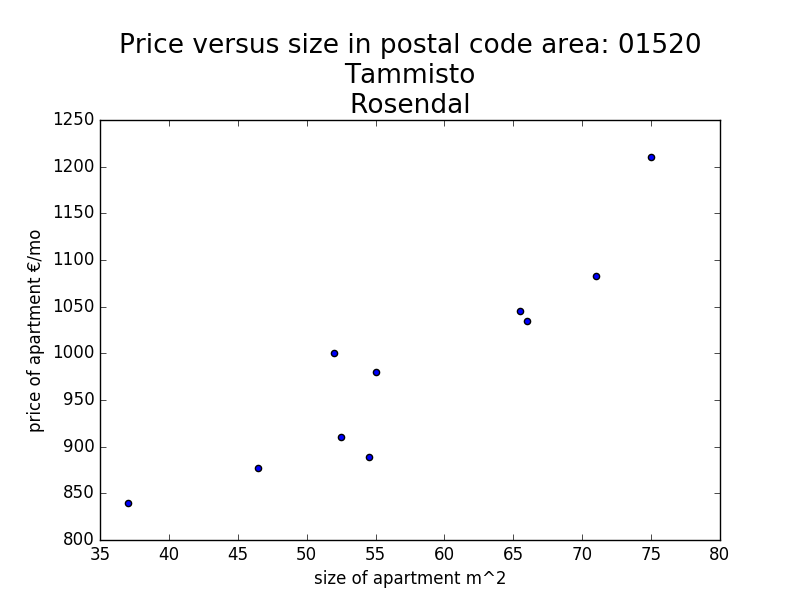 Price versus size in postal code area: 01520
Tammisto
Rosendal
1250
1200
1150
1100
1050
1000
950
900
850
800
price of apartment €/mo
35 40 45 50 55 60 65 70 75 80
size of apartment m^2